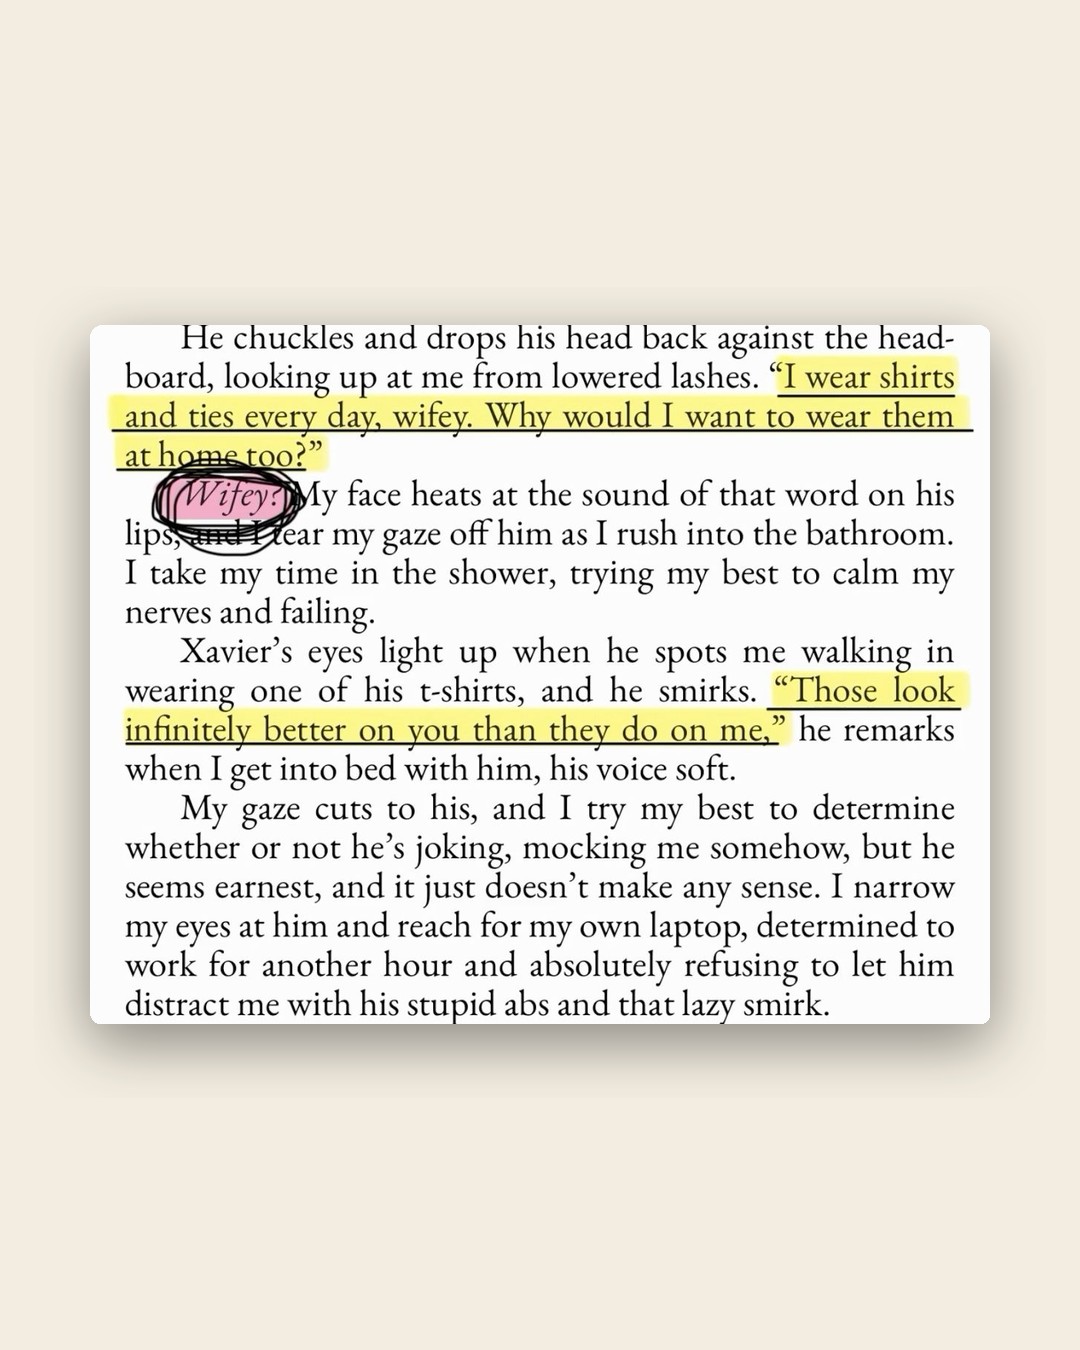 He chuckles and drops his head back against the head-
board, looking up at me from lowered lashes. “I wear shirts
and ties every day, wifey. Why would I want to wear them
at home too?”
Wifey? My face heats at the sound of that word on his
lips, and I tear my gaze off him as I rush into the bathroom.
I take my time in the shower, trying my best to calm my
nerves and failing.
Xavier’s eyes light up when he spots me walking in
wearing one of his t-shirts, and he smirks. “Those look
infinitely better on you than they do on me,” he remarks
when I get into bed with him, his voice soft.
My gaze cuts to his, and I try my best to determine
whether or not he’s joking, mocking me somehow, but he
seems earnest, and it just doesn’t make any sense. I narrow
my eyes at him and reach for my own laptop, determined to
work for another hour and absolutely refusing to let him
distract me with his stupid abs and that lazy smirk.